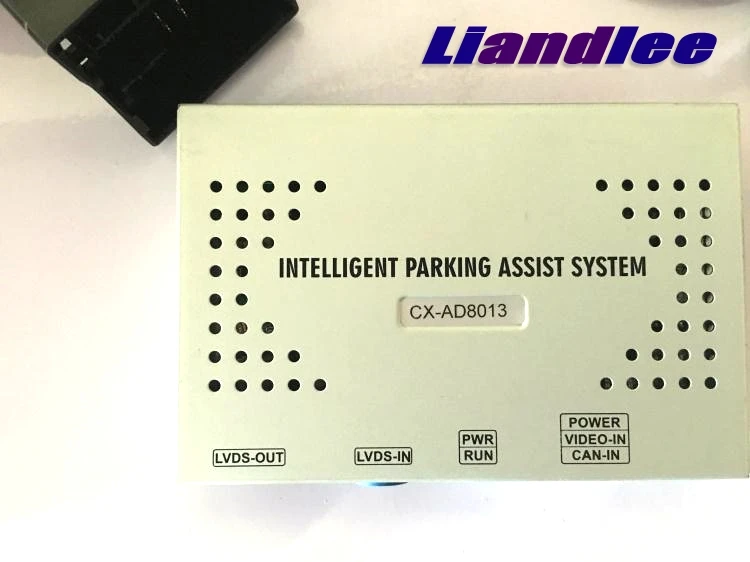 Liandlee
INTELLIGENT PARKING ASSIST SYSTEM
CX-AD8013
LVDS-OUT
LVDS-IN
PWR
RUN
POWER
VIDEO-IN
CAN-IN